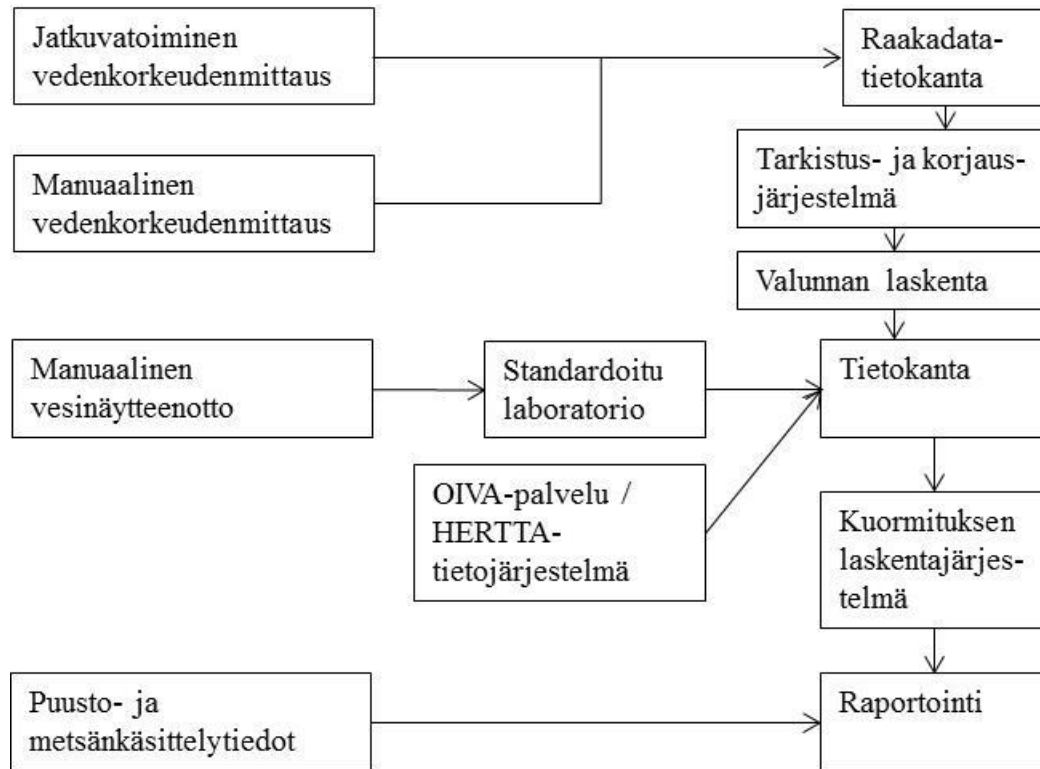 Jatkuvatoiminen
vedenkorkeudenmittaus
Raakadata-
tietokanta
Tarkistus- ja korjaus-
järjestelmä
Manuaalinen
vedenkorkeudenmittaus
Valunnan laskenta
Manuaalinen
vesinäytteenotto
Standardoitu
laboratorio
Tietokanta
OIVA-palvelu /
HERTTA-
tietojärjestelmä
Kuormituksen
laskentajärjes-
telmä
Puusto- ja
metsänkäsittelytiedot
Raportointi